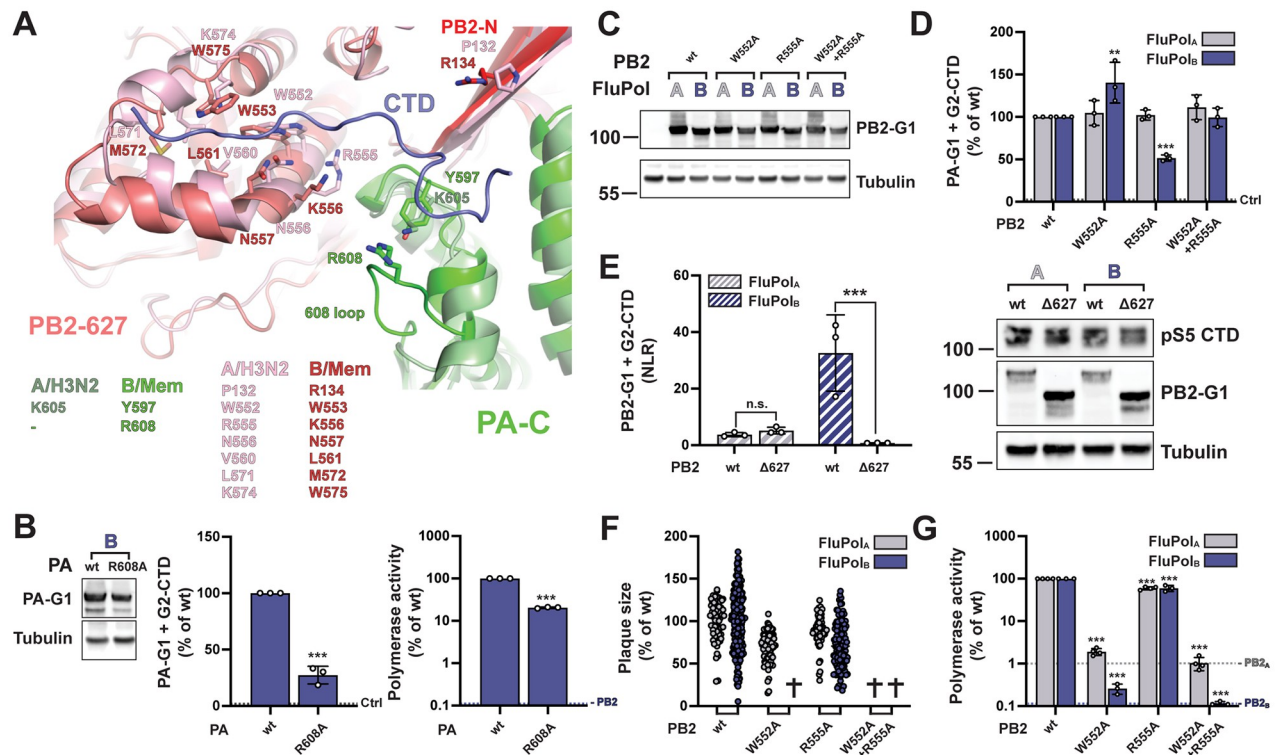 A
K574
W575
PB2-N
P132
R134
W552
W553
CTD
L571
M572
L561
V560
R555
Y597
K605
K556
N556
N557
R608
608 loop
PB2-627
PA-C
A/H3N2 B/Mem
K605 Y597
- R608
A/H3N2 B/Mem
P132 R134
W552 W553
R555 K556
N556 N557
V560 L561
L571 M572
K574 W575
B
B
PA wt R608A
PA-G1
Tubulin
PA-G1 + G2-CTD
(% of wt)
150
100
50
0
***
Ctrl
PA wt R608A
Polymerase activity
(% of wt)
1000
100
10
1
0.1
***
- PB2
PA wt R608A
C
PB2 wt W552A R555A W552A
+R555A
FluPol A B A B A B A B
100
PB2-G1
55
Tubulin
D
PA-G1 + G2-CTD
(% of wt)
200
150
100
50
0
FluPolA
FluPolB
**
***
Ctrl
PB2 wt W552A R555A W552A
+R555A
E
PB2-G1 + G2-CTD
(NLR)
60
40
20
0
FluPolA
FluPolB
n.s.
***
PB2 wt Δ627 wt Δ627
A B
wt Δ627 wt Δ627
100
pS5 CTD
100
PB2-G1
55
Tubulin
F
Plaque size
(% of wt)
200
150
100
50
0
FluPolA
FluPolB
† † †
PB2 wt W552A R555A W552A
+R555A
G
Polymerase activity
(% of wt)
1000
100
10
1
0.1
FluPolA
FluPolB
*** *** *** *** *** ***
-PB2A
-PB2B
PB2 wt W552A R555A W552A
+R555A